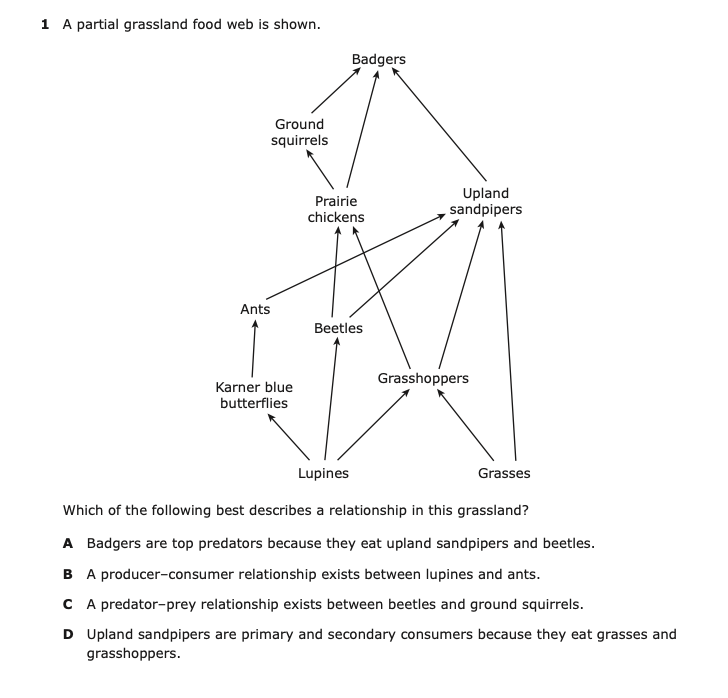 1 A partial grassland food web is shown.
Badgers
Ground
squirrels
Prairie
chickens
Upland
sandpipers
Ants
Beetles
Karner blue
butterflies
Grasshoppers
Lupines
Grasses
Which of the following best describes a relationship in this grassland?
A Badgers are top predators because they eat upland sandpipers and beetles.
B A producer–consumer relationship exists between lupines and ants.
C A predator–prey relationship exists between beetles and ground squirrels.
D Upland sandpipers are primary and secondary consumers because they eat grasses and
grasshoppers.